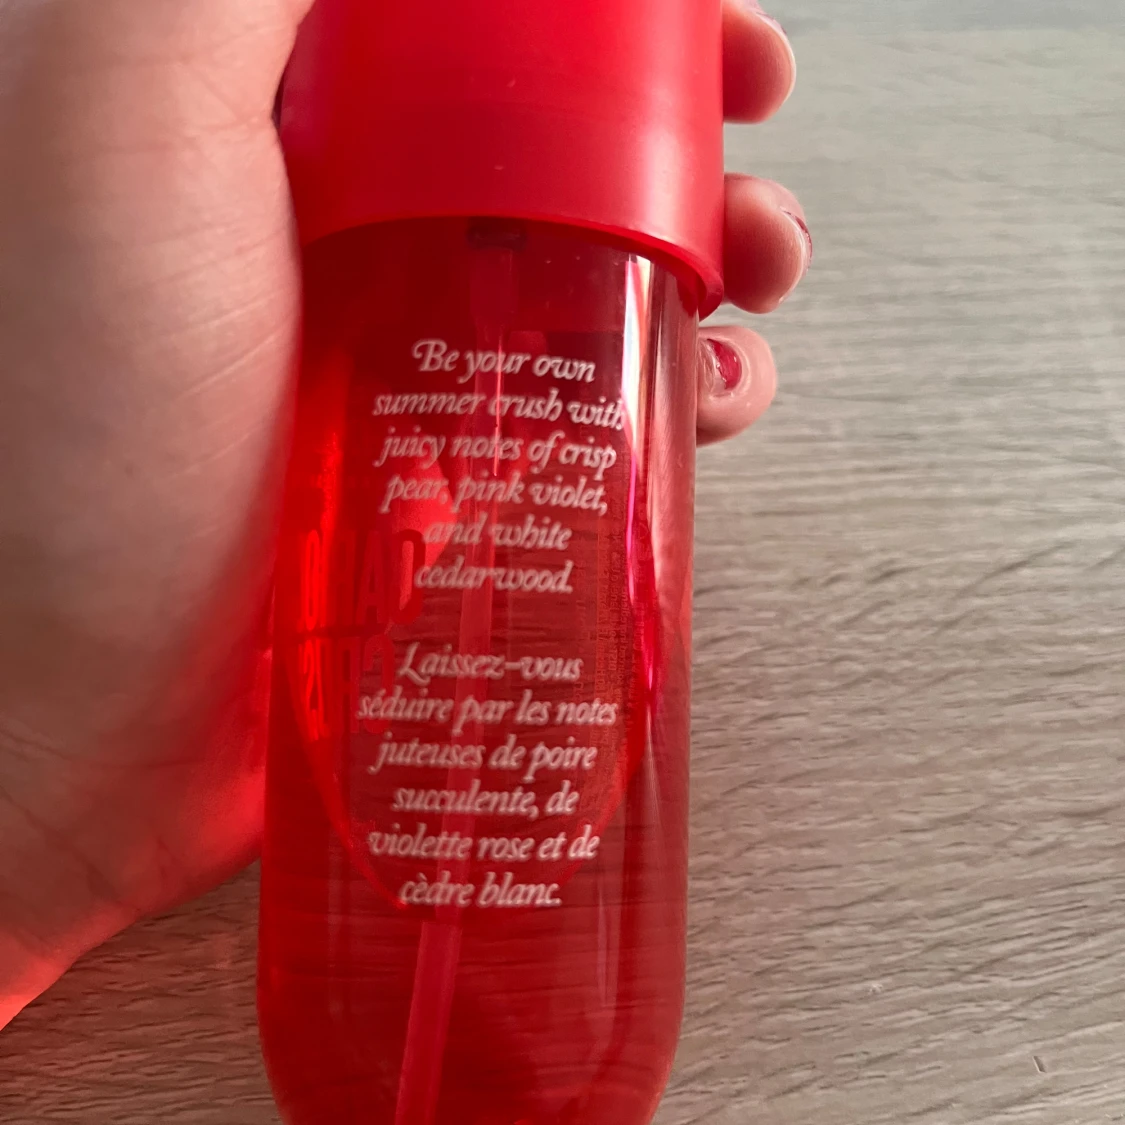 Be your own
summer crush with
juicy notes of crisp
pear, pink violet,
and white
cedarwood.
Laissez-vous
séduire par les notes
juteuses de poire
succulente, de
violette rose et de
cèdre blanc.